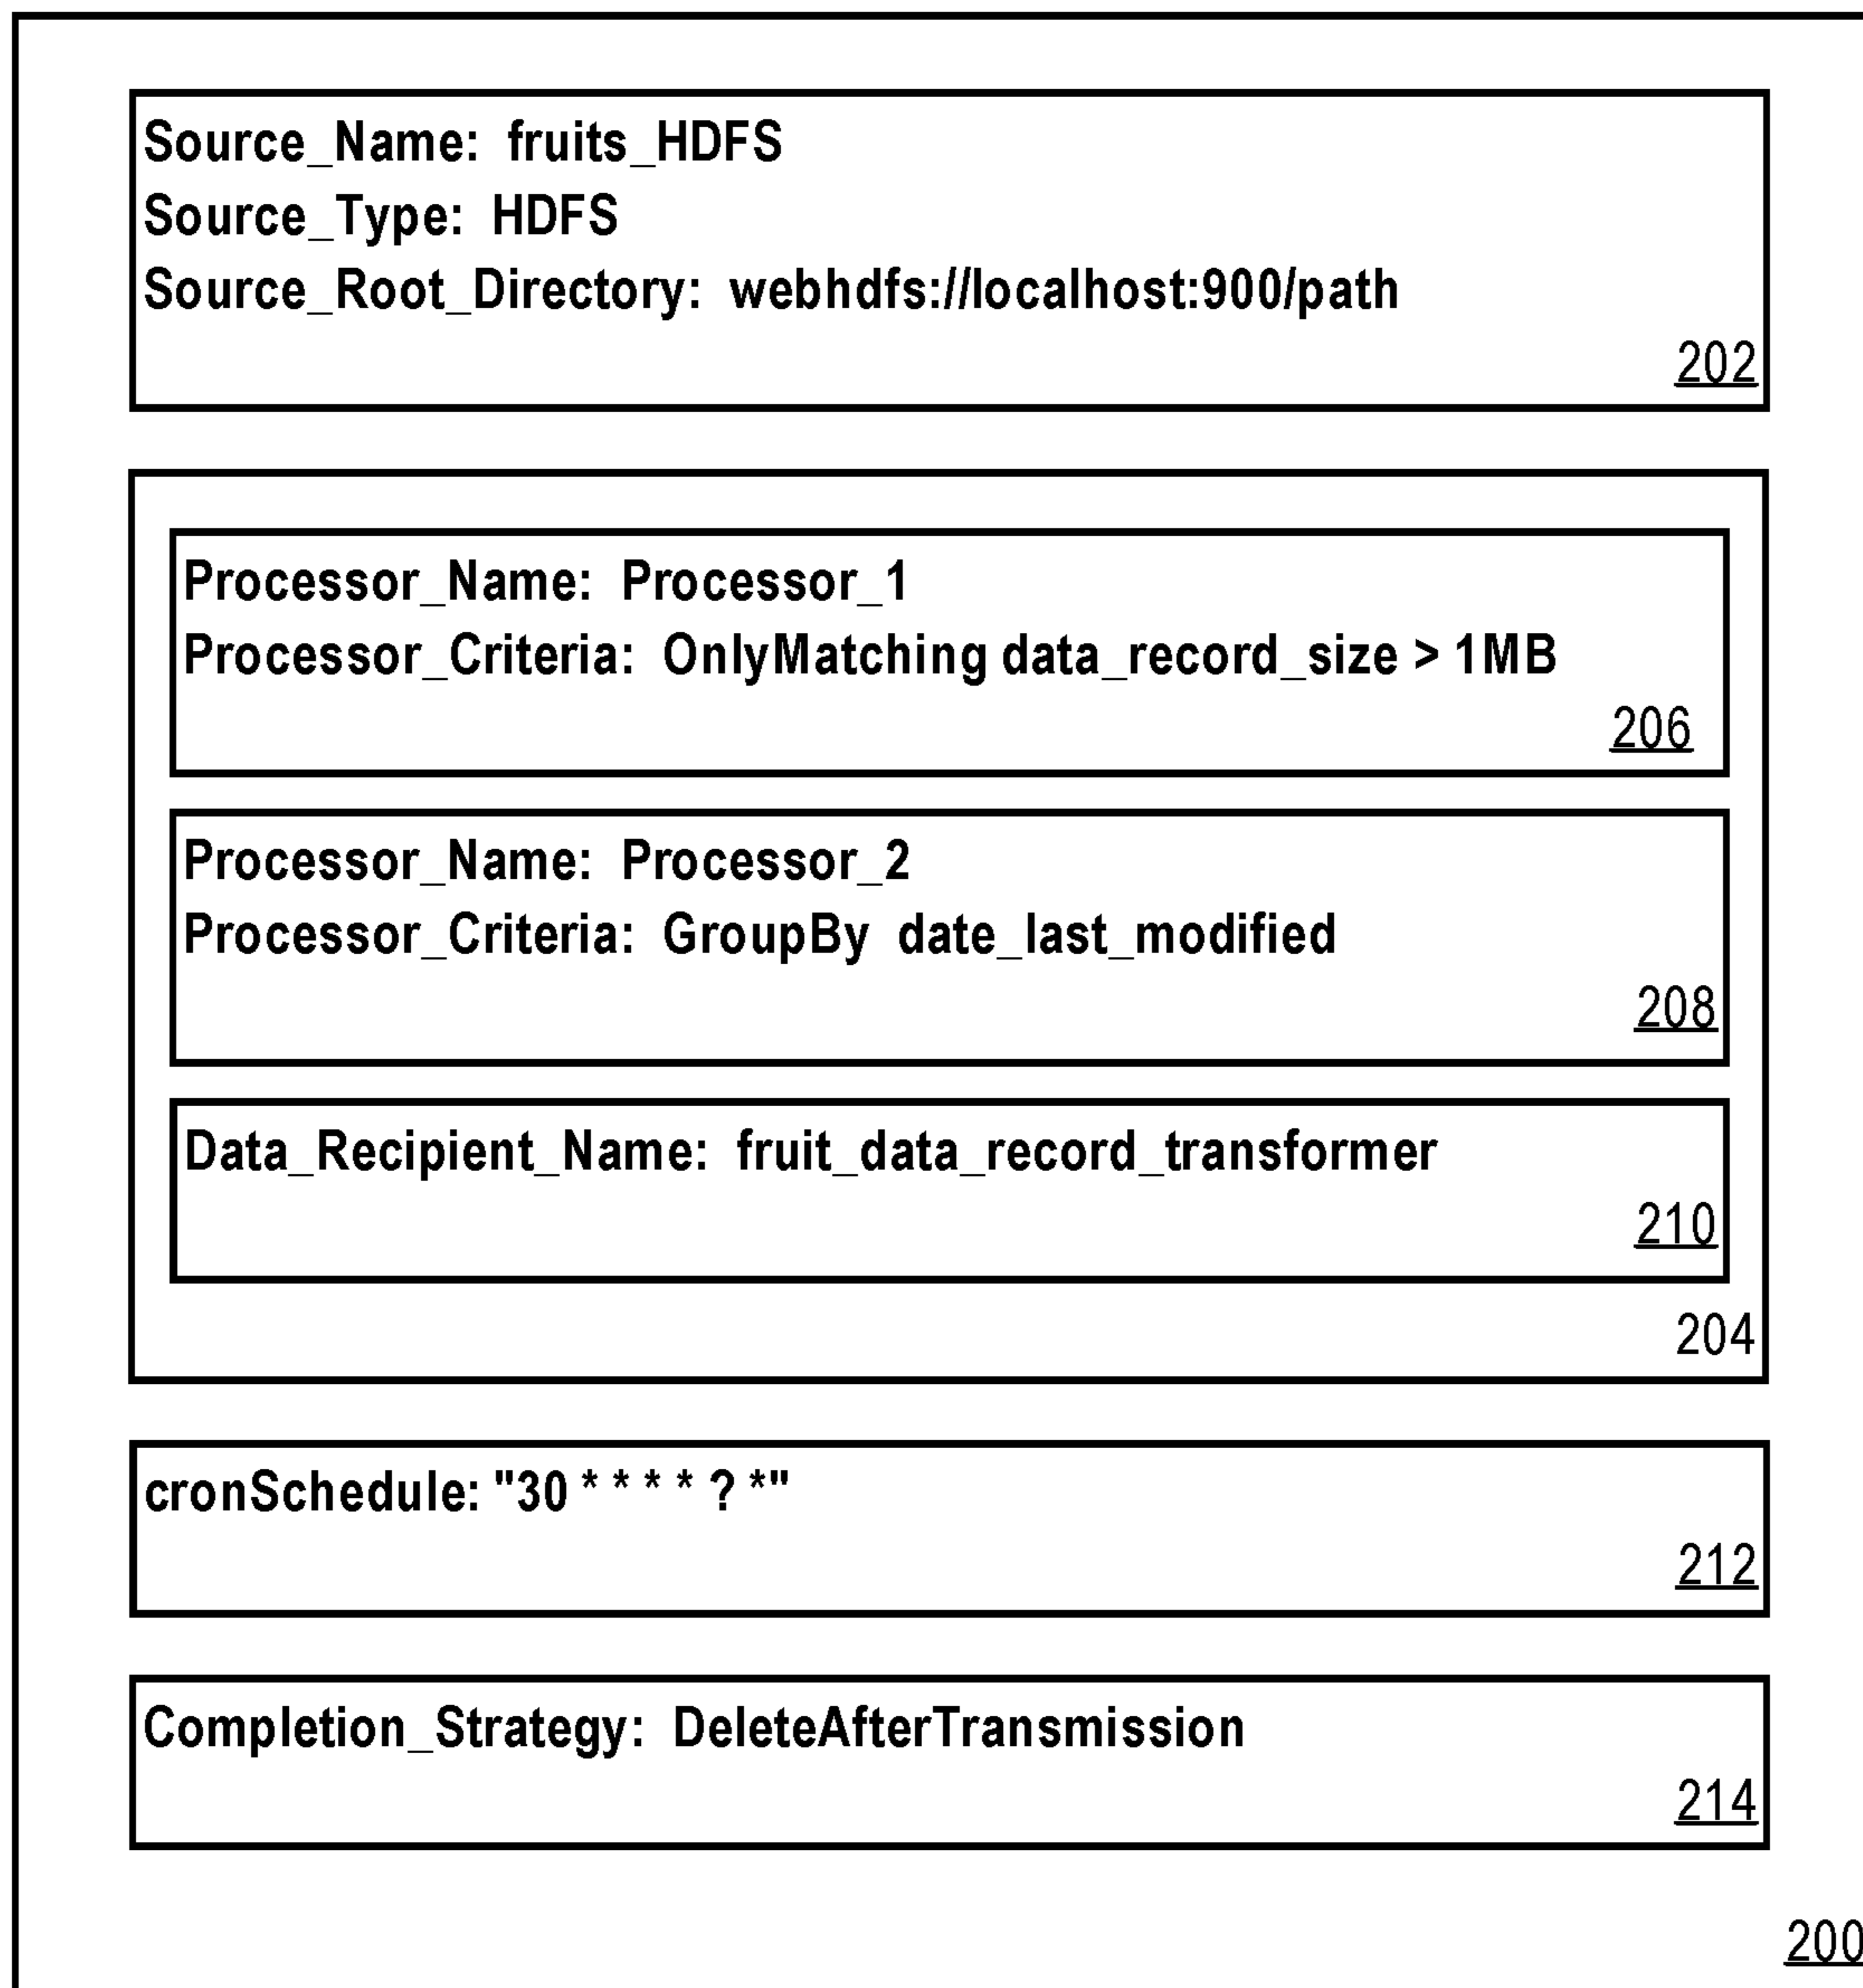 Source_Name: fruits_HDFS
Source_Type: HDFS
Source_Root_Directory: webhdfs://localhost:900/path
202
Processor_Name: Processor_1
Processor_Criteria: OnlyMatching data_record_size > 1MB
206
Processor_Name: Processor_2
Processor_Criteria: GroupBy date_last_modified
208
Data_Recipient_Name: fruit_data_record_transformer
210
204
cronSchedule: "30 * * * * ? *"
212
Completion_Strategy: DeleteAfterTransmission
214
200